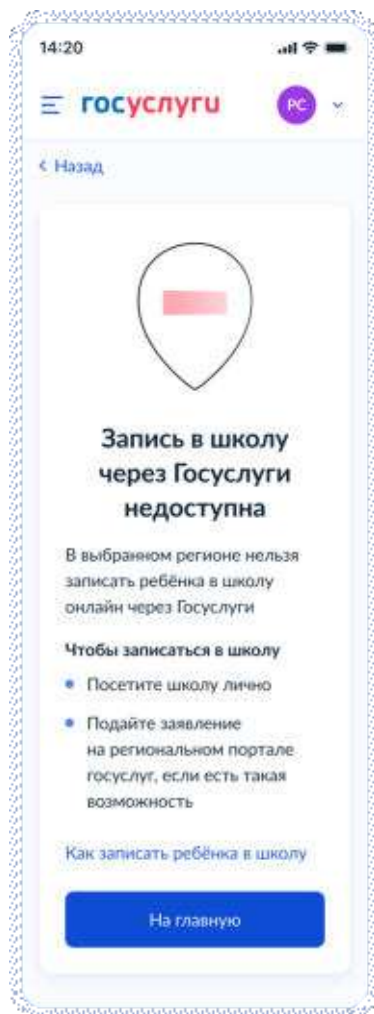 14:20
госуслуги
РС
Назад
Запись в школу
через Госуслуги
недоступна
В выбранном регионе нельзя
записать ребёнка в школу
онлайн через Госуслуги
Чтобы записаться в школу
Посетите школу лично
Подайте заявление
на региональном портале
госуслуг, если есть такая
возможность
Как записать ребёнка в школу
На главную